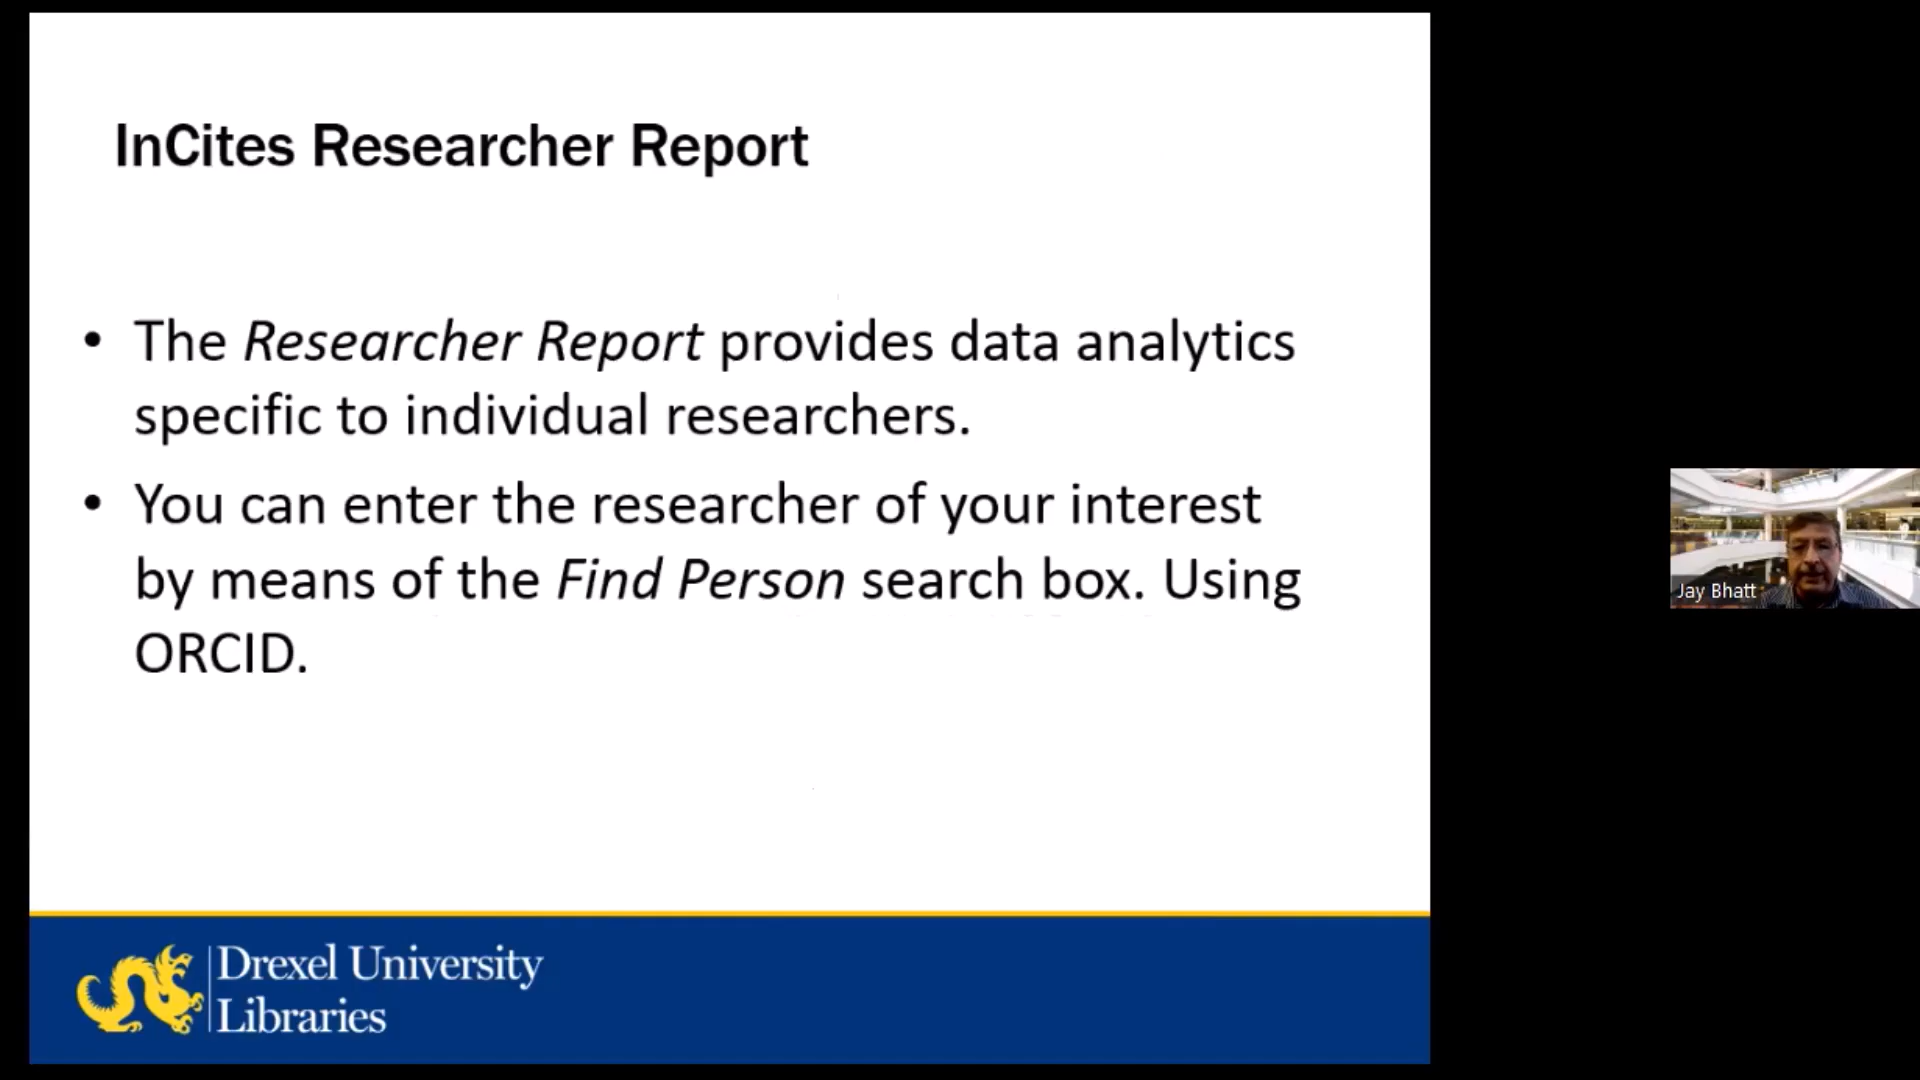 InCites Researcher Report
• The Researcher Report provides data analytics
specific to individual researchers.
• You can enter the researcher of your interest
by means of the Find Person search box. Using
ORCID.
Jay Bhatt
Drexel University
Libraries